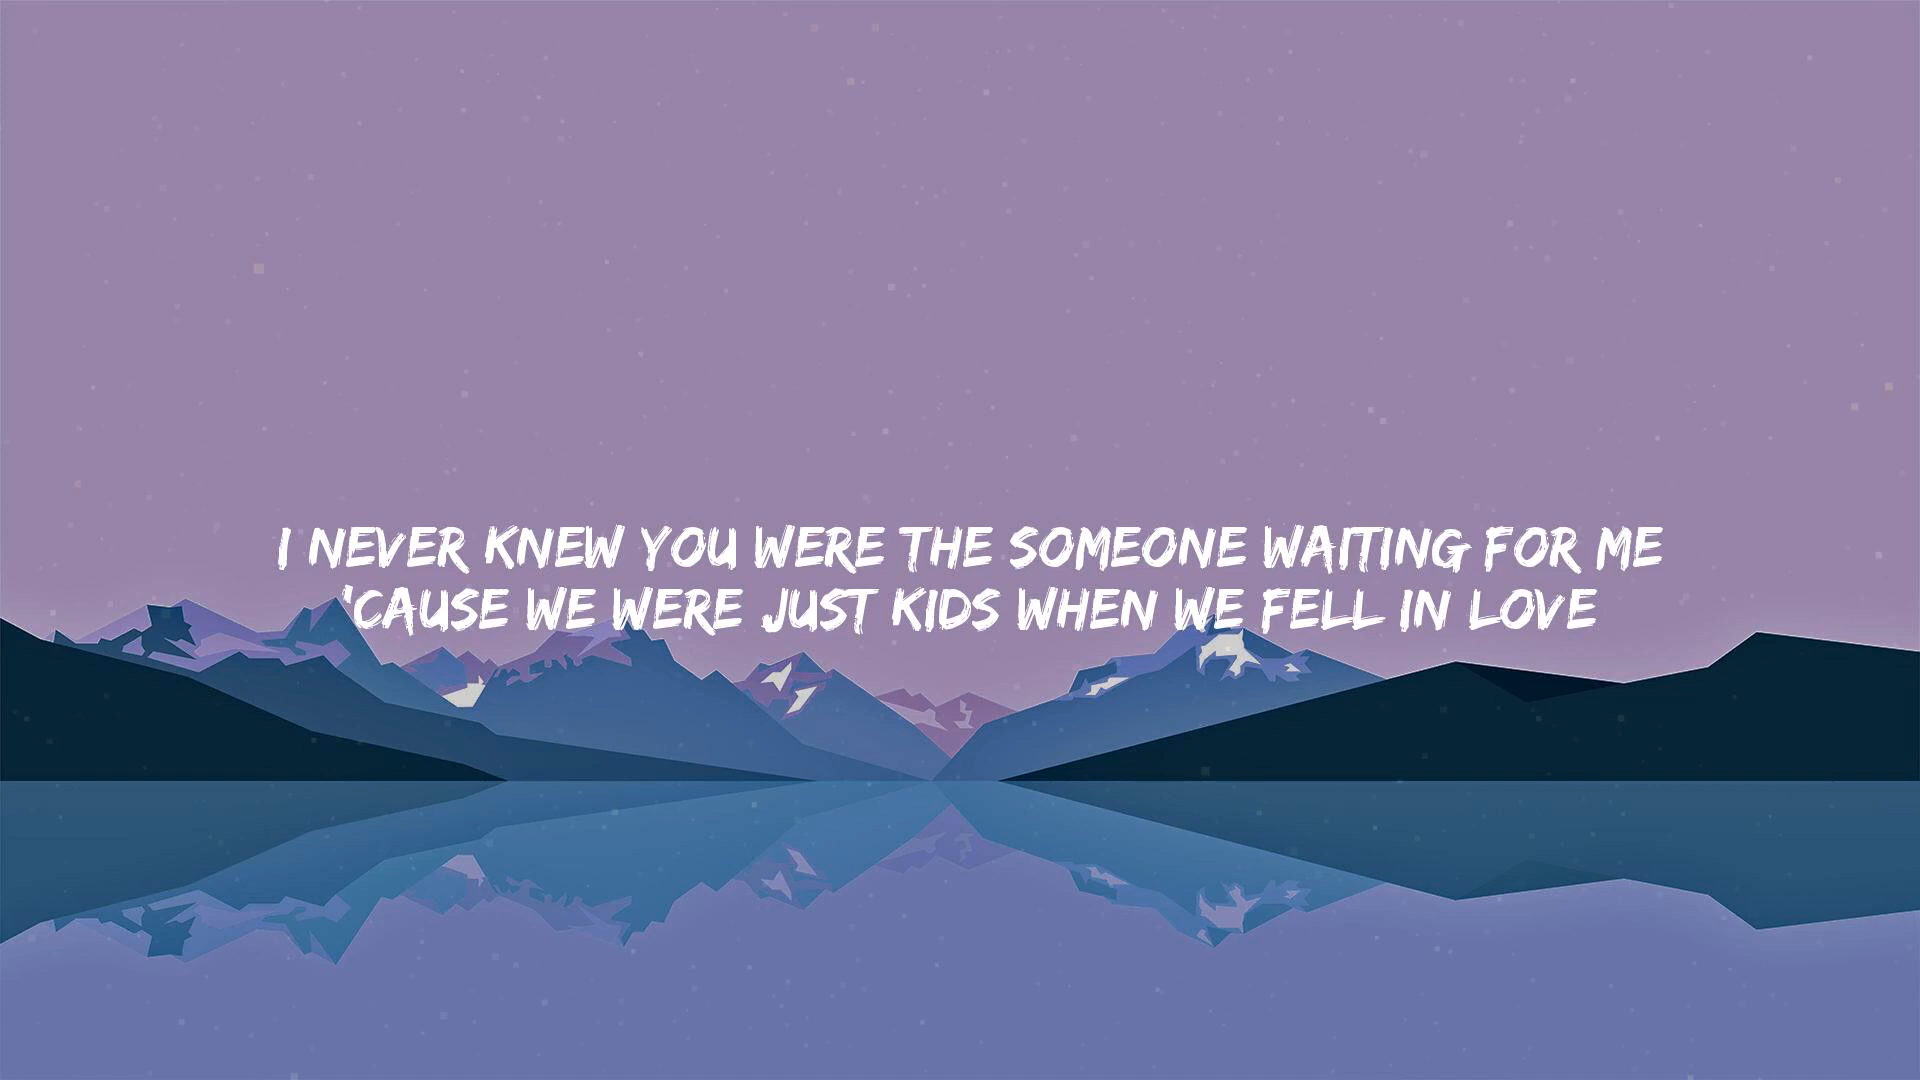 I NEVER KNEW YOU WERE THE SOMEONE WAITING FOR ME
'CAUSE WE WERE JUST KIDS WHEN WE FELL IN LOVE